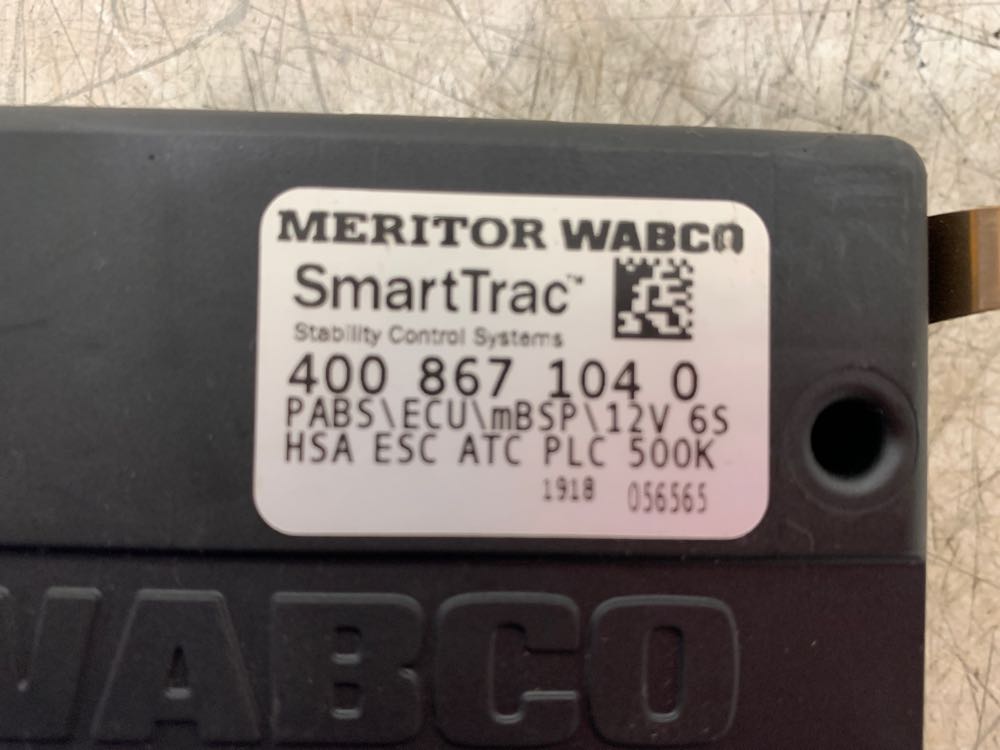 MERITOR WABCO
SmartTrac™
Stability Control Systems
400 867 104 0
PABS\ECU\mBSP\12V 6S
HSA ESC ATC PLC 500K
1918 056565
WABCO